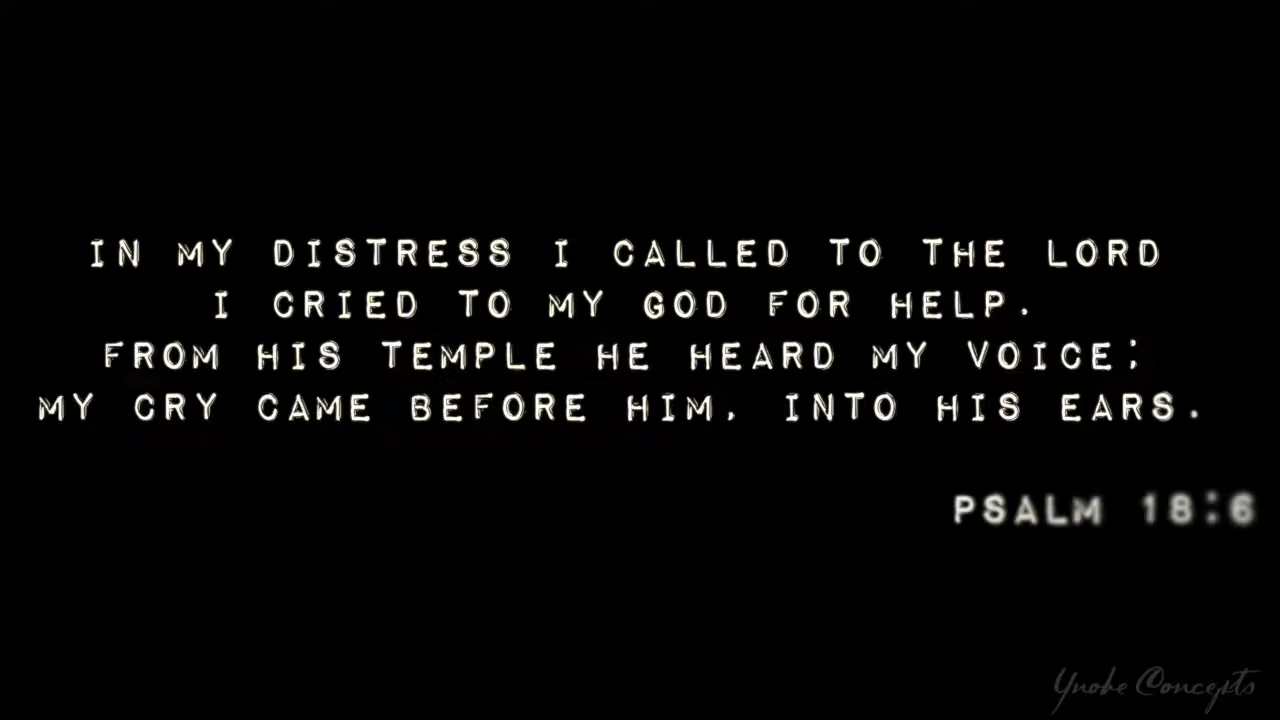 IN MY DISTRESS I CALLED TO THE LORD
I CRIED TO MY GOD FOR HELP.
FROM HIS TEMPLE HE HEARD MY VOICE;
MY CRY CAME BEFORE HIM, INTO HIS EARS.
PSALM 18:6
Concepts